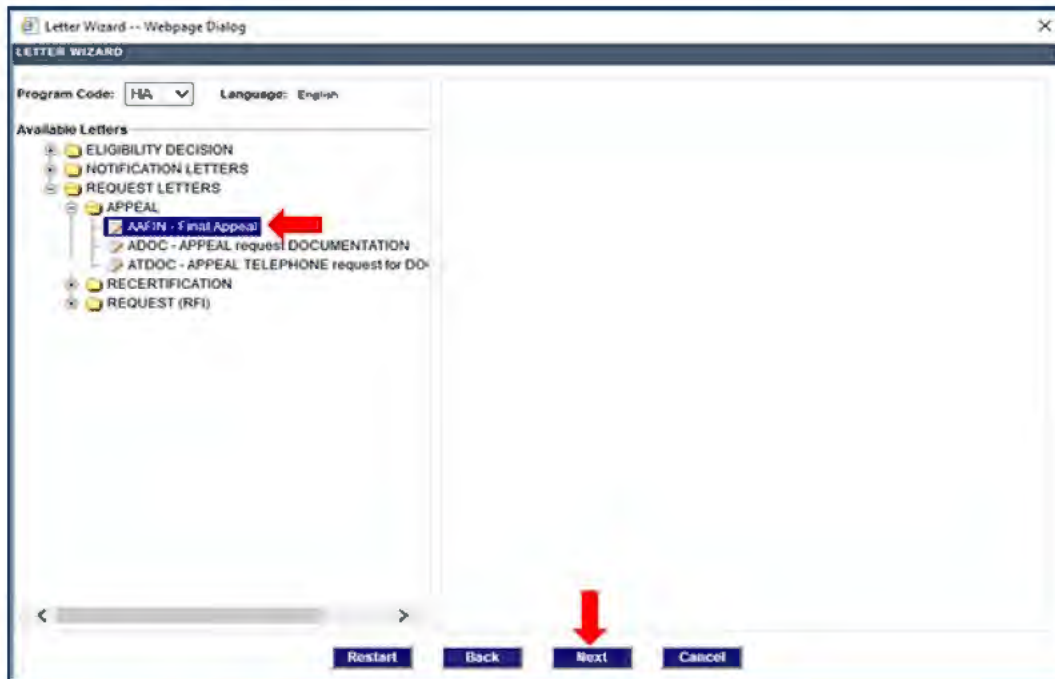 Letter Wizard -- Webpage Dialog
LETTER WIZARD
Program Code: HA Language: English
Available Letters
ELIGIBILITY DECISION
NOTIFICATION LETTERS
REQUEST LETTERS
APPEAL
AAFIN - Final Appeal
ADOC - APPEAL request DOCUMENTATION
ATDOC - APPEAL TELEPHONE request for DO
RECERTIFICATION
REQUEST (RFI)
Restart Back Next Cancel